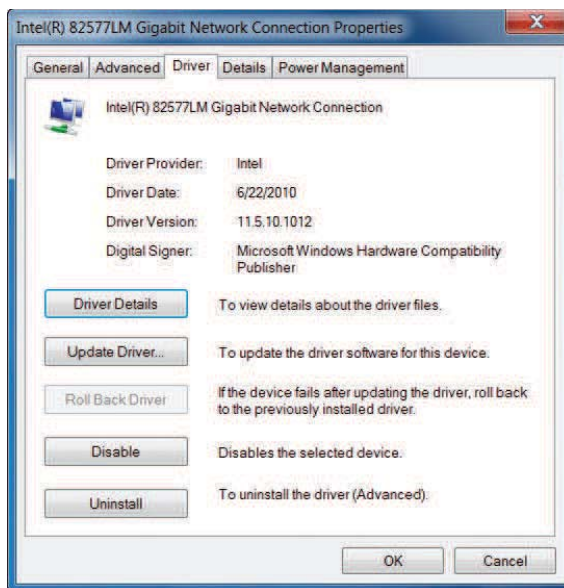 Intel(R) 82577LM Gigabit Network Connection Properties
General Advanced Driver Details Power Management
Intel(R) 82577LM Gigabit Network Connection
Driver Provider: Intel
Driver Date: 6/22/2010
Driver Version: 11.5.10.1012
Digital Signer: Microsoft Windows Hardware Compatibility
Publisher
Driver Details To view details about the driver files.
Update Driver... To update the driver software for this device.
Roll Back Driver If the device fails after updating the driver, roll back
to the previously installed driver.
Disable Disables the selected device.
Uninstall To uninstall the driver (Advanced).
OK Cancel